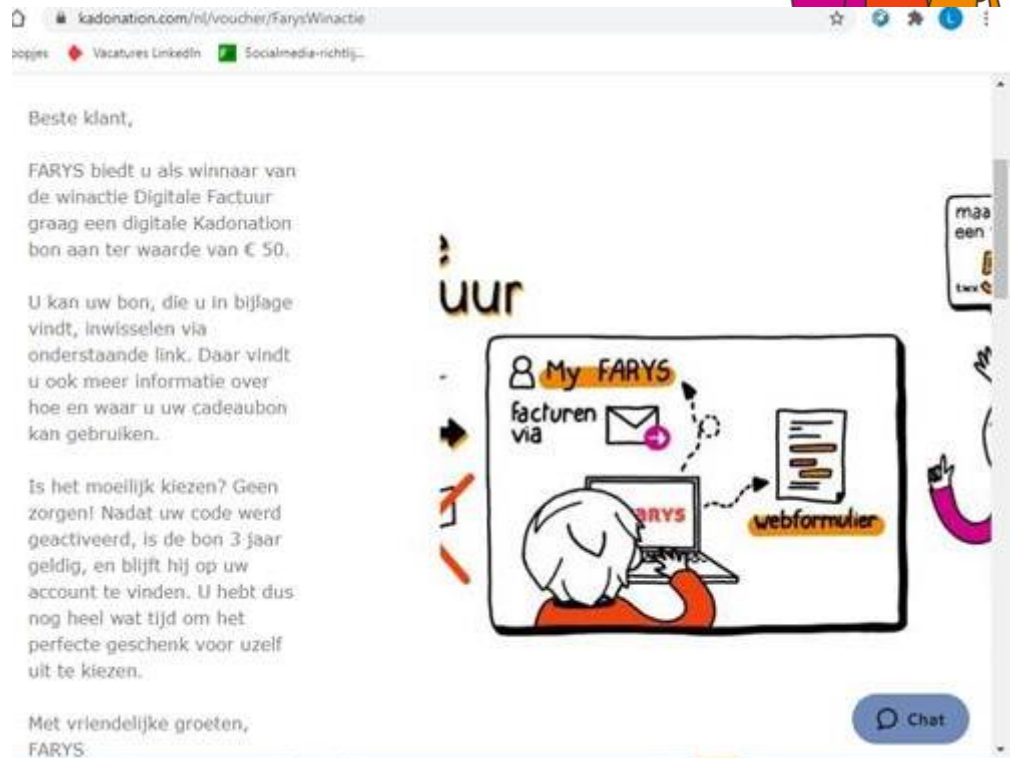 kadonation.com/nl/voucher/FarysWinactie
L
Vacatures LinkedIn
Socialmedia-richtlij...
Beste klant,
FARYS biedt u als winnaar van
de winactie Digitale Factuur
graag een digitale Kadonation
bon aan ter waarde van € 50.
U kan uw bon, die u in bijlage
vindt, inwisselen via
onderstaande link. Daar vindt
u ook meer informatie over
hoe en waar u uw cadeaubon
kan gebruiken.
Is het moeilijk kiezen? Geen
zorgen! Nadat uw code werd
geactiveerd, is de bon 3 jaar
geldig, en blijft hij op uw
account te vinden. U hebt dus
nog heel wat tijd om het
perfecte geschenk voor uzelf
uit te kiezen.
Met vriendelijke groeten,
FARYS
uur
My FARYS
facturen
via
ARYS
webformulier
maa
een
Chat